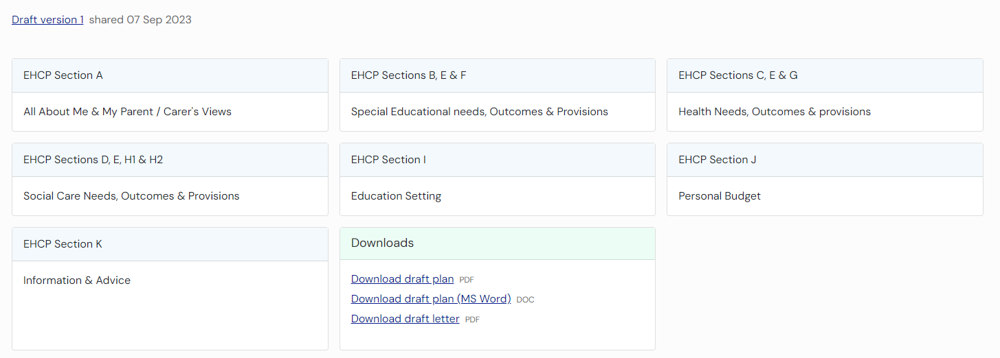 Draft version 1 shared 07 Sep 2023
EHCP Section A
All About Me & My Parent / Carer's Views
EHCP Sections B, E & F
Special Educational needs, Outcomes & Provisions
EHCP Sections C, E & G
Health Needs, Outcomes & provisions
EHCP Sections D, E, H1 & H2
Social Care Needs, Outcomes & Provisions
EHCP Section I
Education Setting
EHCP Section J
Personal Budget
EHCP Section K
Information & Advice
Downloads
Download draft plan PDF
Download draft plan (MS Word) DOC
Download draft letter PDF